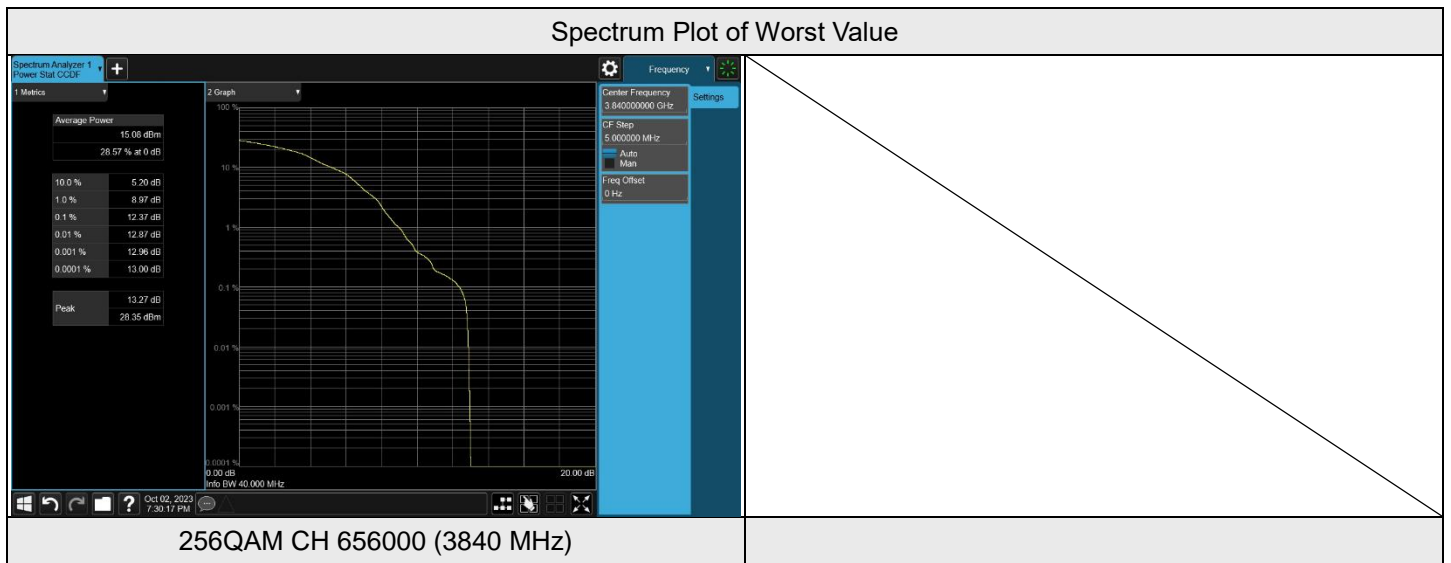 Spectrum Plot of Worst Value
Spectrum Analyzer 1
Power Stat CCDF
+
Frequency
1 Metrics
2 Graph
Center Frequency
3.840000000 GHz
Settings
CF Step
5.000000 MHz
Auto
Man
Freq Offset
0 Hz
Average Power
15.08 dBm
28.57 % at 0 dB
10.0 % 5.20 dB
1.0 % 8.97 dB
0.1 % 12.37 dB
0.01 % 12.87 dB
0.001 % 12.96 dB
0.0001 % 13.00 dB
Peak
13.27 dB
28.35 dBm
100 %
10 %
1 %
0.1 %
0.01 %
0.001 %
0.0001 %
0.00 dB 20.00 dB
Info BW 40.000 MHz
?
Oct 02, 2023
7:30:17 PM
256QAM CH 656000 (3840 MHz)